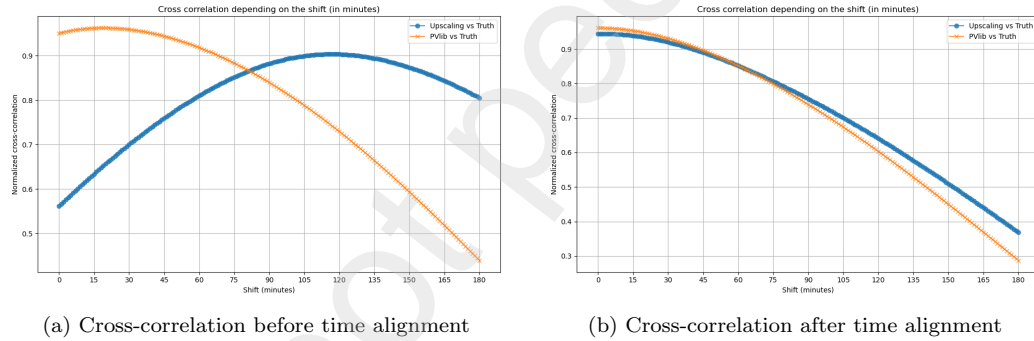 Cross correlation depending on the shift (in minutes)
Upscaling vs Truth
PVlib vs Truth
Normalized cross-correlation
0.9
0.8
0.7
0.6
0.5
0 15 30 45 60 75 90 105 120 135 150 165 180
Shift (minutes)
(a) Cross-correlation before time alignment
Cross correlation depending on the shift (in minutes)
Upscaling vs Truth
PVlib vs Truth
Normalized cross-correlation
0.9
0.8
0.7
0.6
0.5
0.4
0.3
0 15 30 45 60 75 90 105 120 135 150 165 180
Shift (minutes)
(b) Cross-correlation after time alignment